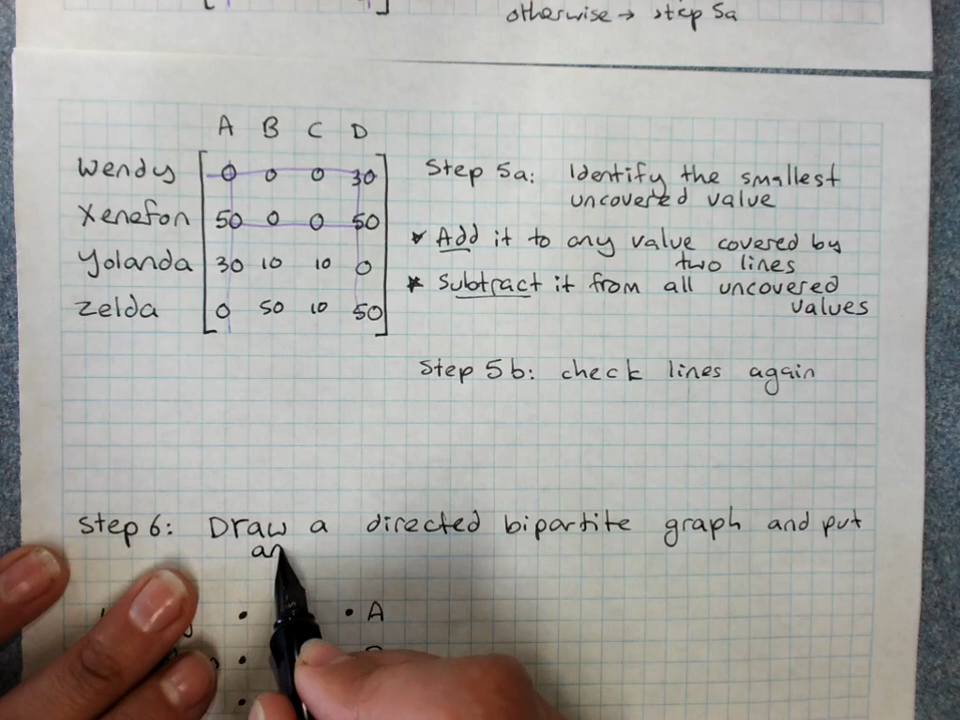 otherwise → step 5a
A B C D
Wendy 0 0 0 30
Xenefon 50 0 0 50
Yolanda 30 10 10 0
Zelda 0 50 10 50
Step 5a: Identify the smallest
uncovered value
* Add it to any value covered by
two lines
* subtract it from all uncovered
values
Step 5b: check lines again
Step 6: Draw a directed bipartite graph and put
an
• • A